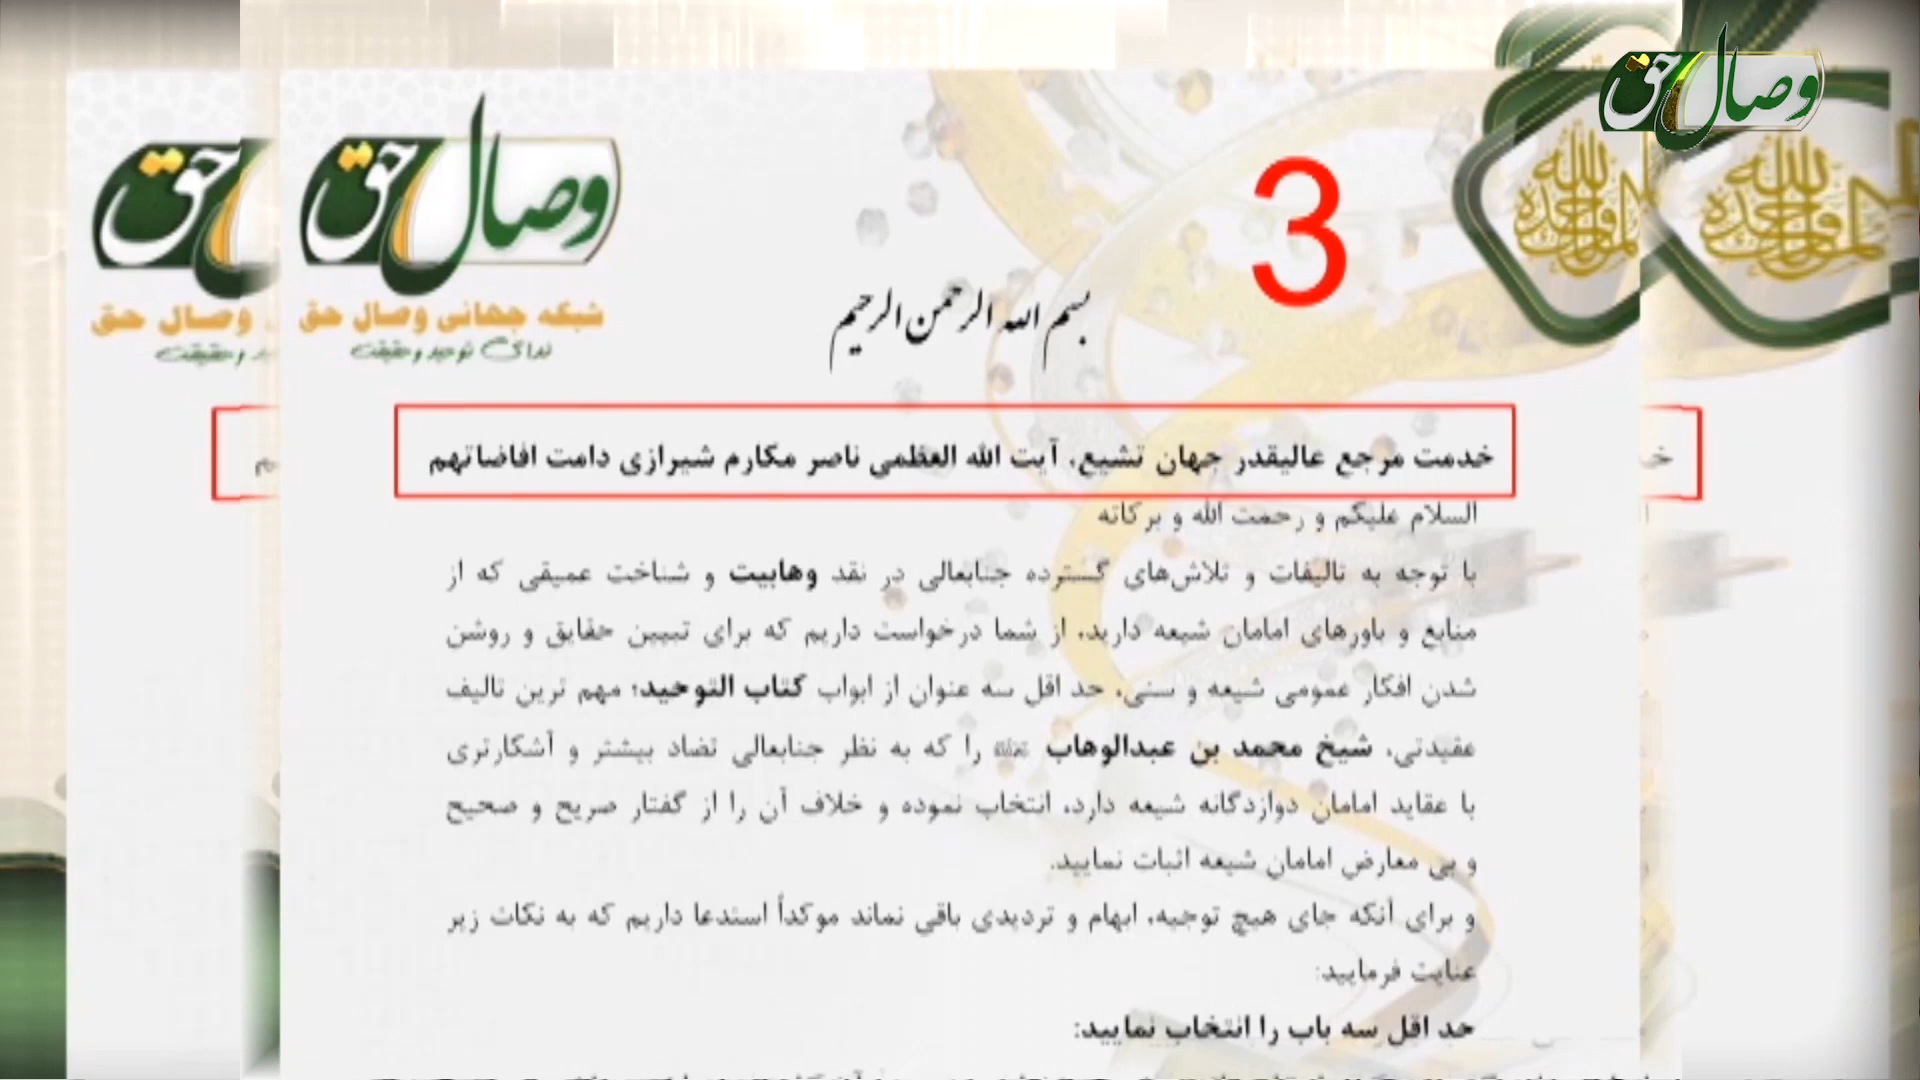 وصال حق
وصال حق
شبکه جهانی وصال حق
ندای توحید و حقیقت
3
بسم الله الرحمن الرحیم
خدمت مرجع عالیقدر جهان تشیع، آیت الله العظمی ناصر مکارم شیرازی دامت افاضاتهم
السلام علیکم و رحمت الله و برکاته
با توجه به تالیفات و تلاش‌های گسترده جنابعالی در نقد وهابیت و شناخت عمیقی که از
منابع و باورهای امامان شیعه دارید، از شما درخواست داریم که برای تبیین حقایق و روشن
شدن افکار عمومی شیعه و سنی، حد اقل سه عنوان از ابواب کتاب التوحید؛ مهم ترین تالیف
عقیدتی، شیخ محمد بن عبدالوهاب را که به نظر جنابعالی تضاد بیشتر و آشکارتری
با عقاید امامان دوازدگانه شیعه دارد، انتخاب نموده و خلاف آن را از گفتار صریح و صحیح
و بی معارض امامان شیعه اثبات نمایید.
و برای آنکه جای هیچ توجیه، ابهام و تردیدی باقی نماند موکداً استدعا داریم که به نکات زیر
عنایت فرمایید:
حد اقل سه باب را انتخاب نمایید: